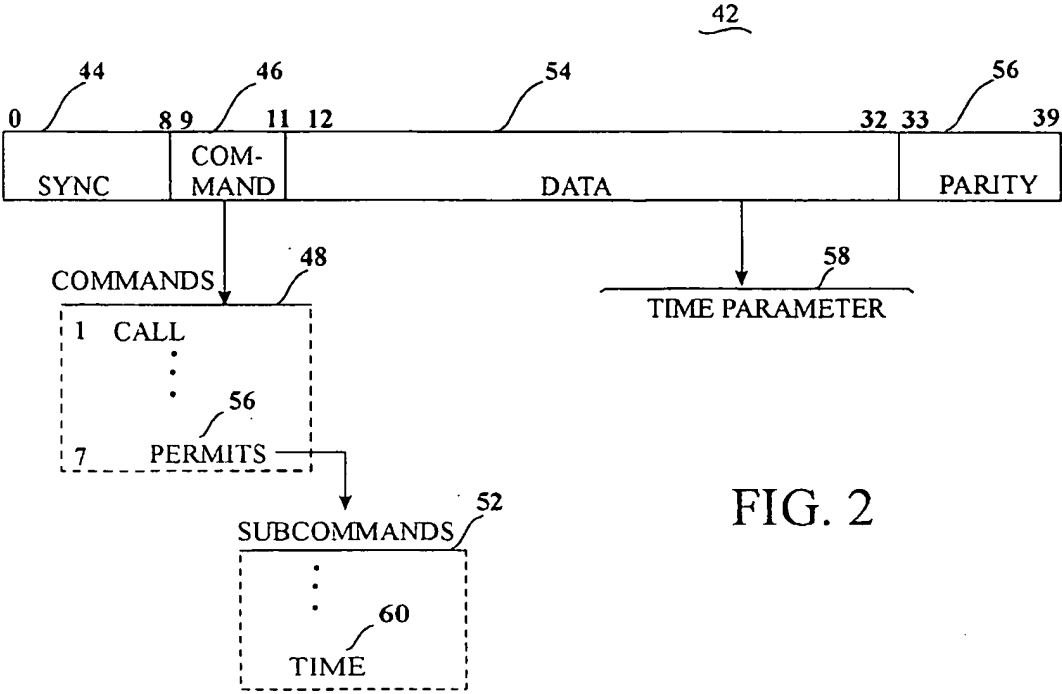 42
44 46 54 56
0 8 9 11 12 32 33 39
SYNC COM-
MAND DATA PARITY
COMMANDS 48 58
TIME PARAMETER
1 CALL
56
7 PERMITS
SUBCOMMANDS 52
FIG. 2
60
TIME